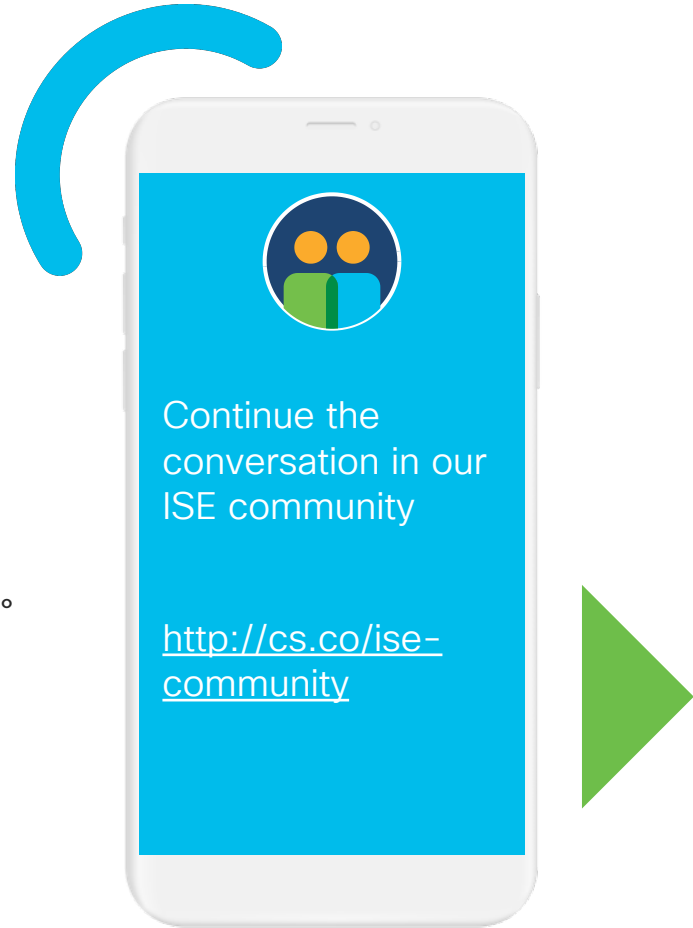 Continue the
conversation in our
ISE community
。
http://cs.co/ise-
community